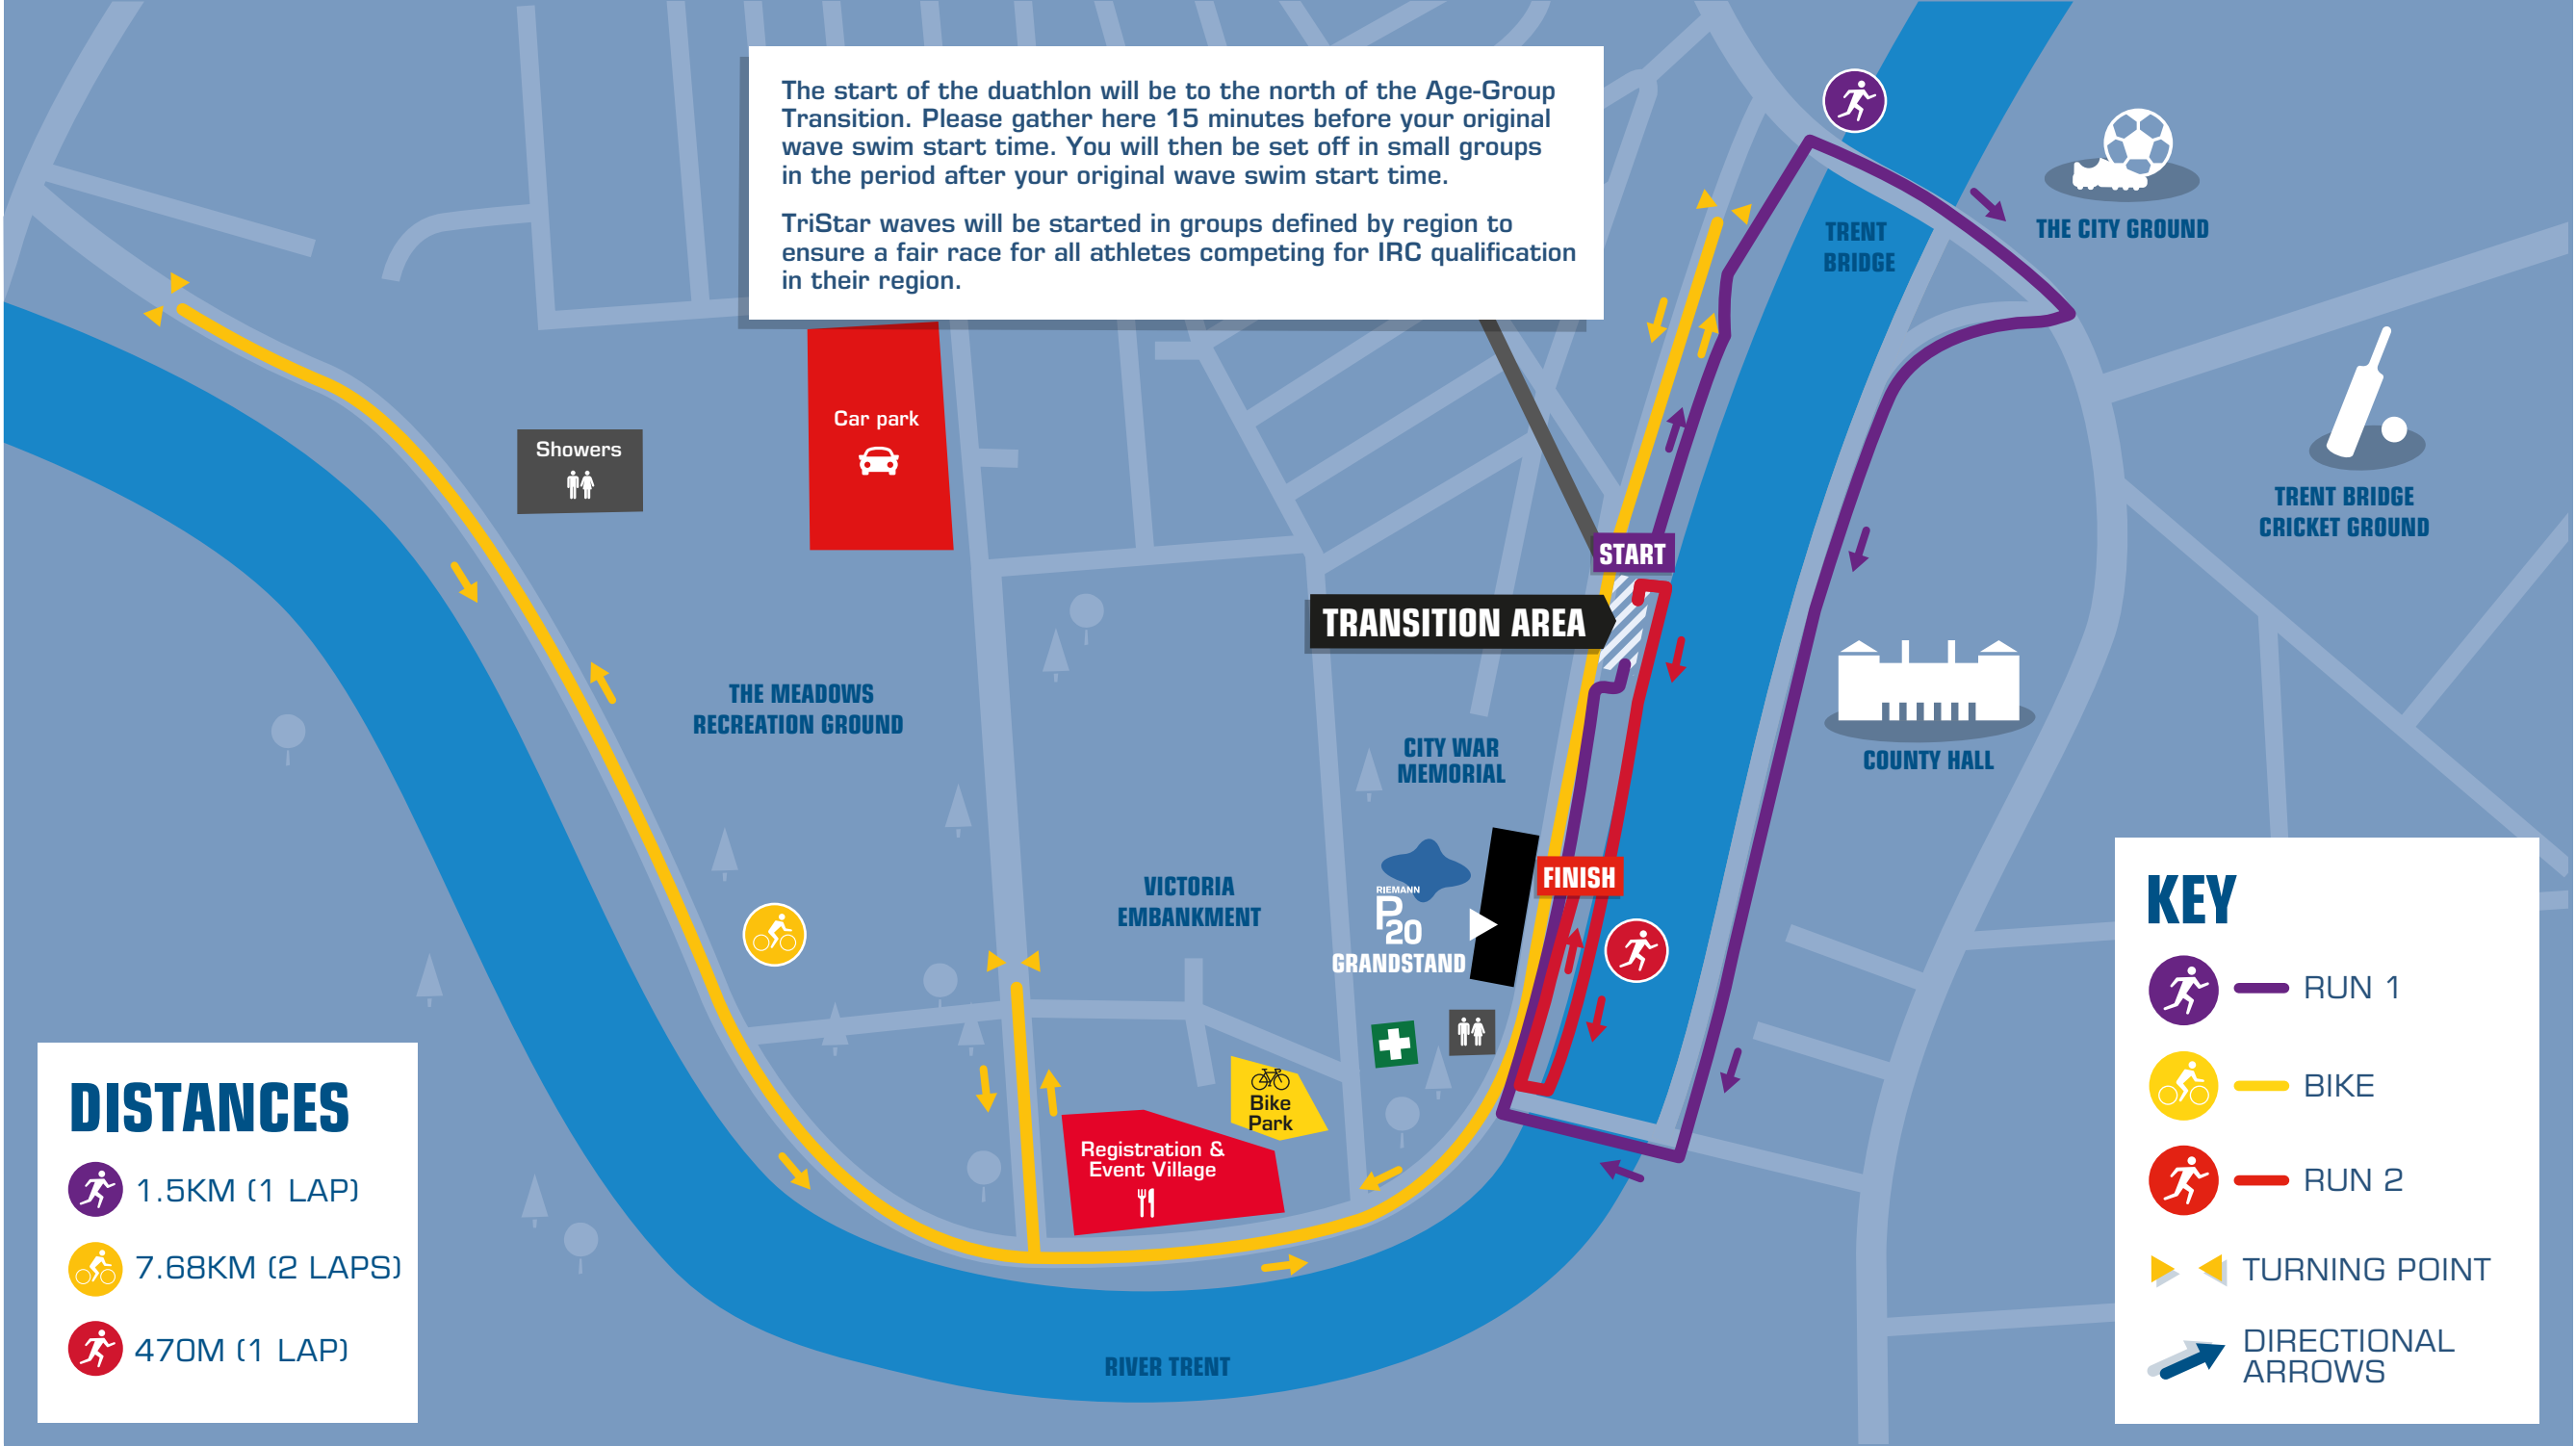 The start of the duathlon will be to the north of the Age-Group
Transition. Please gather here 15 minutes before your original
wave swim start time. You will then be set off in small groups
in the period after your original wave swim start time.
TriStar waves will be started in groups defined by region to
ensure a fair race for all athletes competing for IRC qualification
in their region.
TRENT
BRIDGE
THE CITY GROUND
Car park
Showers
TRENT BRIDGE
CRICKET GROUND
START
TRANSITION AREA
THE MEADOWS
RECREATION GROUND
CITY WAR
MEMORIAL
COUNTY HALL
VICTORIA
EMBANKMENT
FINISH
RIEMANN
P
20
GRANDSTAND
Bike
Park
Registration &
Event Village
RIVER TRENT
DISTANCES
1.5KM (1 LAP)
7.68KM (2 LAPS)
470M (1 LAP)
KEY
RUN 1
BIKE
RUN 2
TURNING POINT
DIRECTIONAL
ARROWS